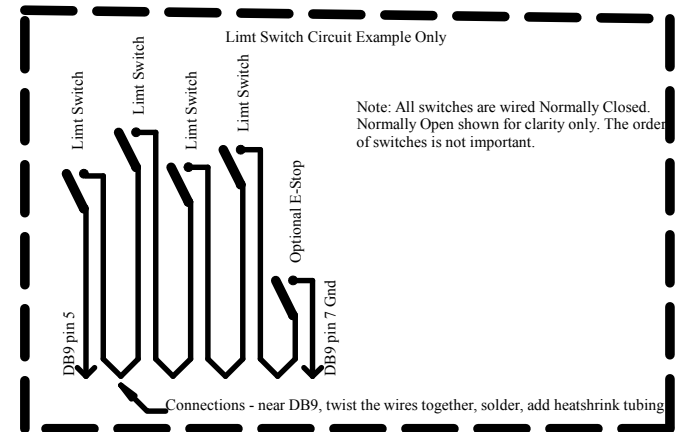 Limt Switch Circuit Example Only
Limt Switch
Limt Switch
Limt Switch
Limt Switch
Optional E-Stop
Note: All switches are wired Normally Closed.
Normally Open shown for clarity only. The order
of switches is not important.
DB9 pin 5
DB9 pin 7 Gnd
Connections - near DB9, twist the wires together, solder, add heatshrink tubing